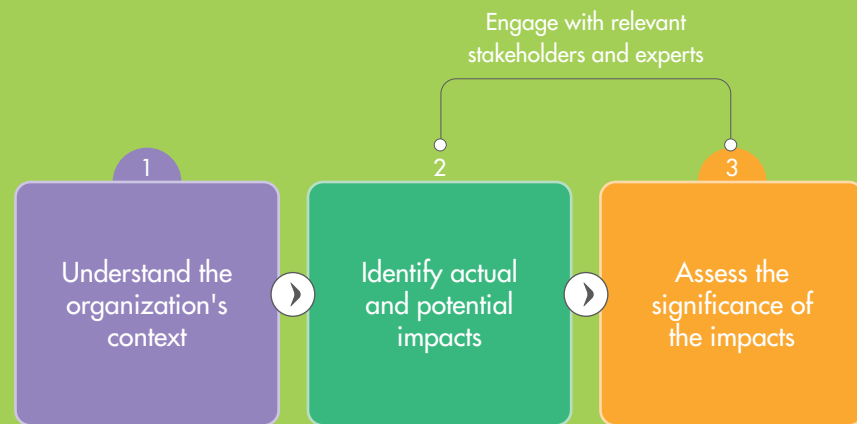 Engage with relevant
stakeholders and experts
1
2
3
Understand the
organization's
context
Identify actual
and potential
impacts
Assess the
significance of
the impacts